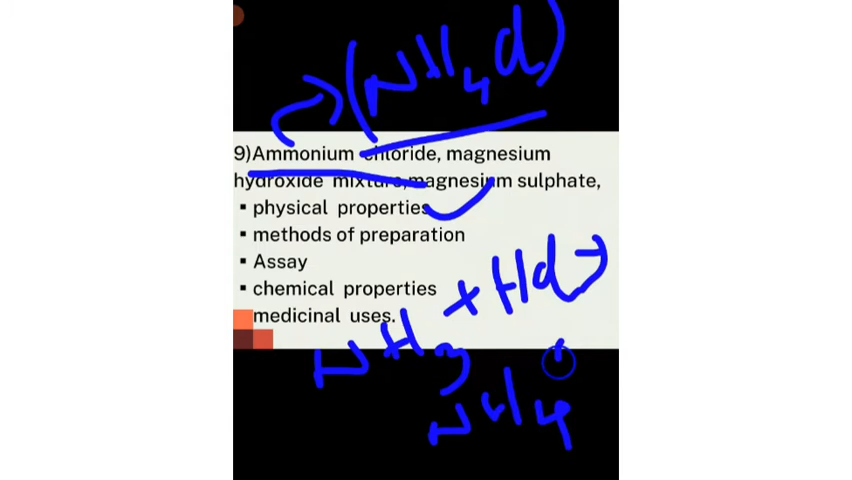 (NH4Cl)
9)Ammonium chloride, magnesium
hydroxide mixture,magnesium sulphate,
▪ physical properties
▪ methods of preparation
▪ Assay
▪ chemical properties
medicinal uses.
NH3 + HCl →
NH4